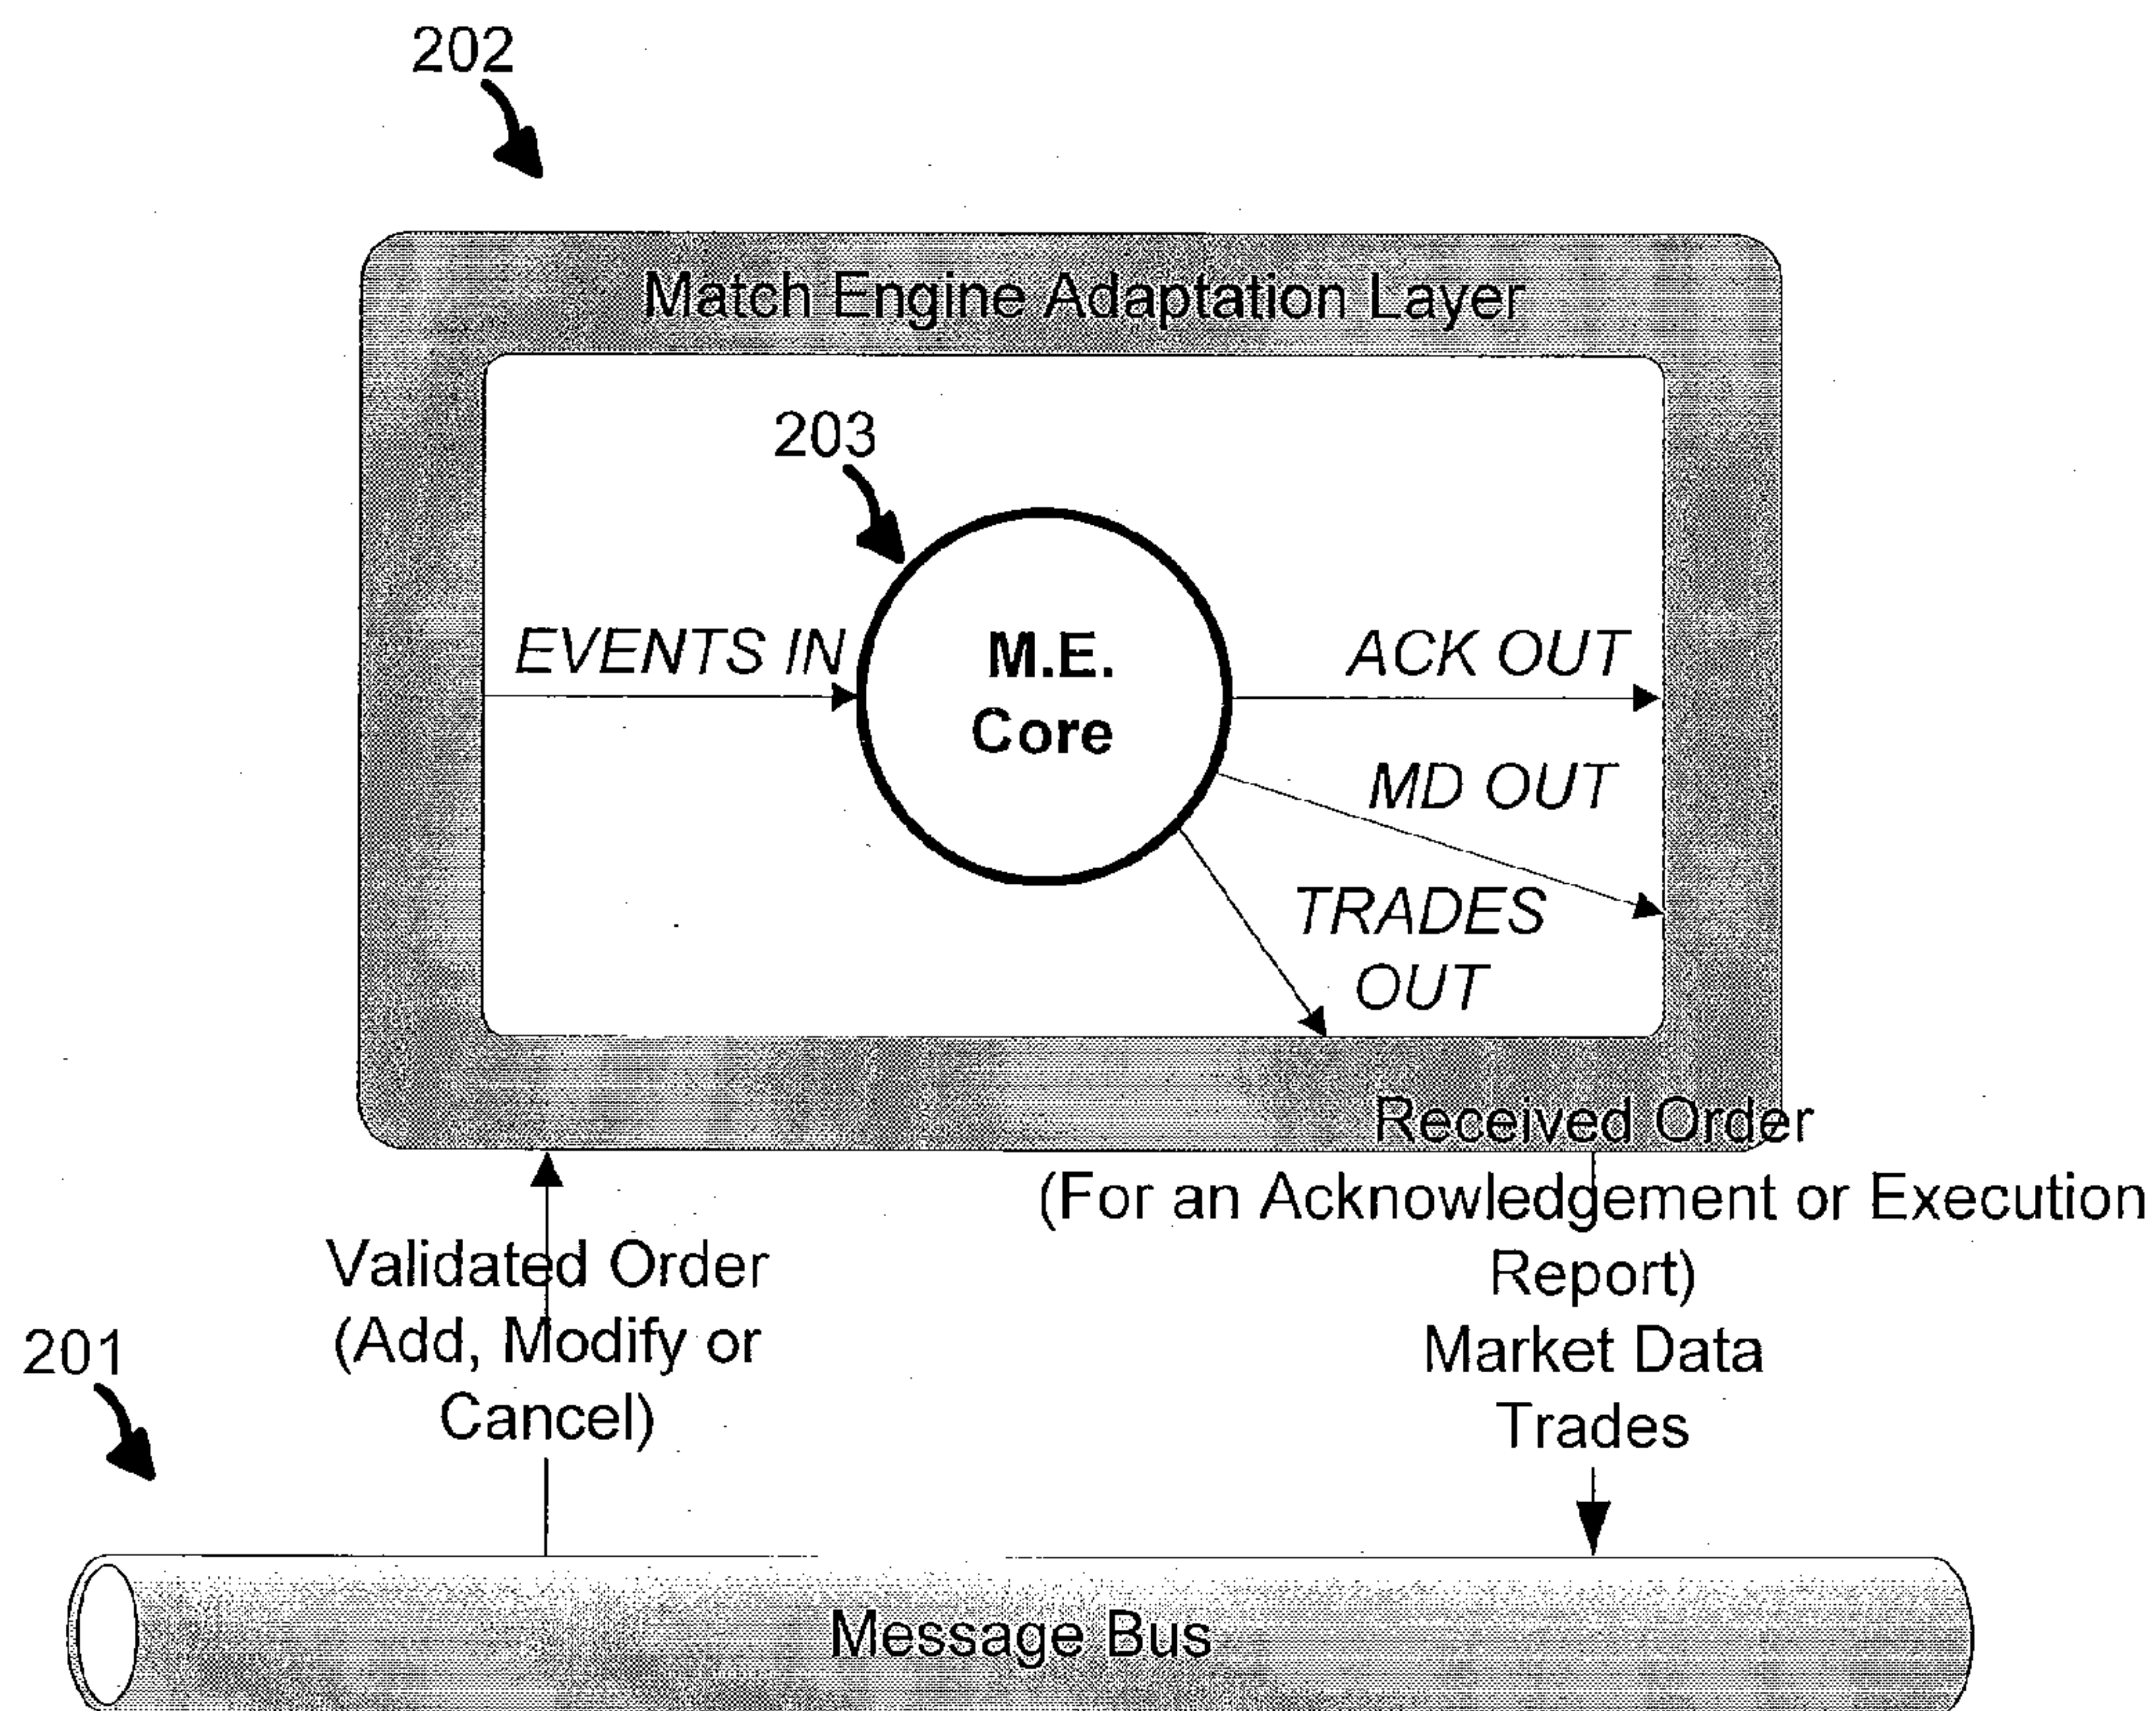 202
Match Engine Adaptation Layer
203
EVENTS IN
M.E.
Core
ACK OUT
MD OUT
TRADES
OUT
Received Order
(For an Acknowledgement or Execution
Report)
Market Data
Trades
Validated Order
(Add, Modify or
Cancel)
201
Message Bus